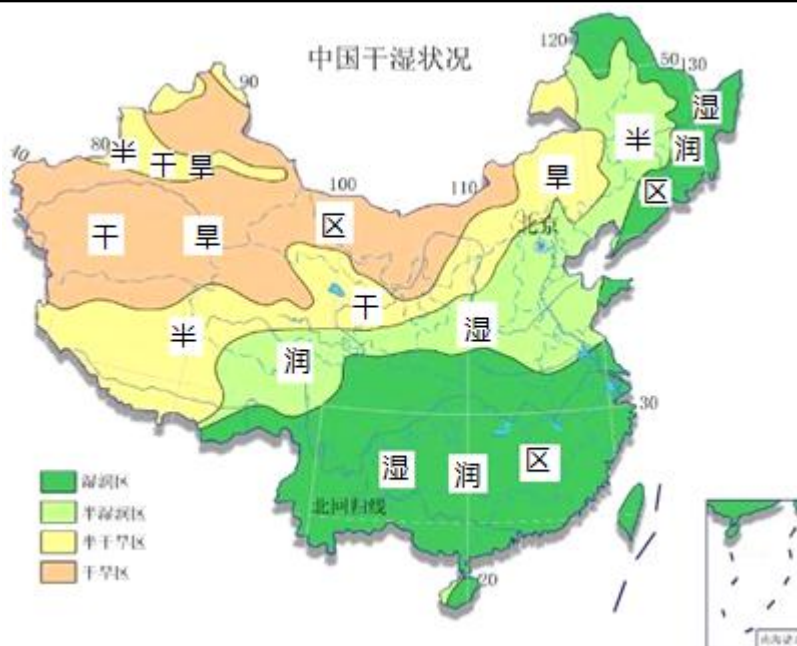 中国干湿状况
120
50
130
90
湿
半
润
80
半干旱
旱
40
100
110
区
干旱区
北京
干
湿
半
润
30
湿润区
湿润区
半湿润区
北回归线
半干旱区
20
干旱区